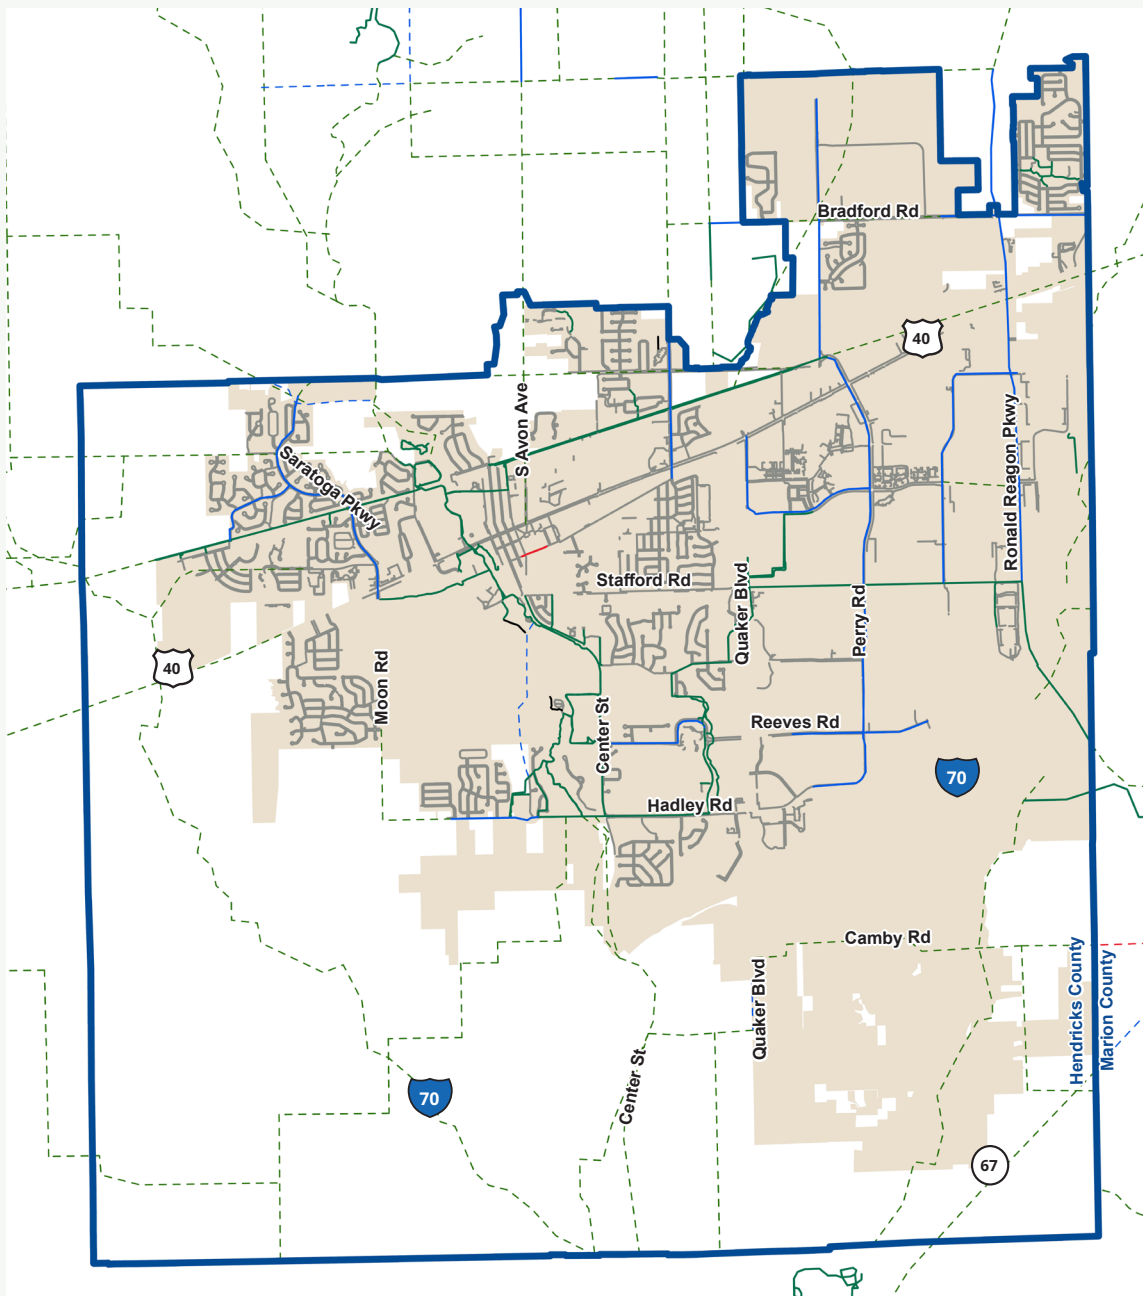 Bradford Rd
40
S Avon Ave
Ronald Reagon Pkwy
Saratoga Pkwy
Stafford Rd
Quaker Blvd
Perry Rd
40
Moon Rd
Center St
Reeves Rd
70
Hadley Rd
Camby Rd
Quaker Blvd
Hendricks County
Marion County
Center St
70
67